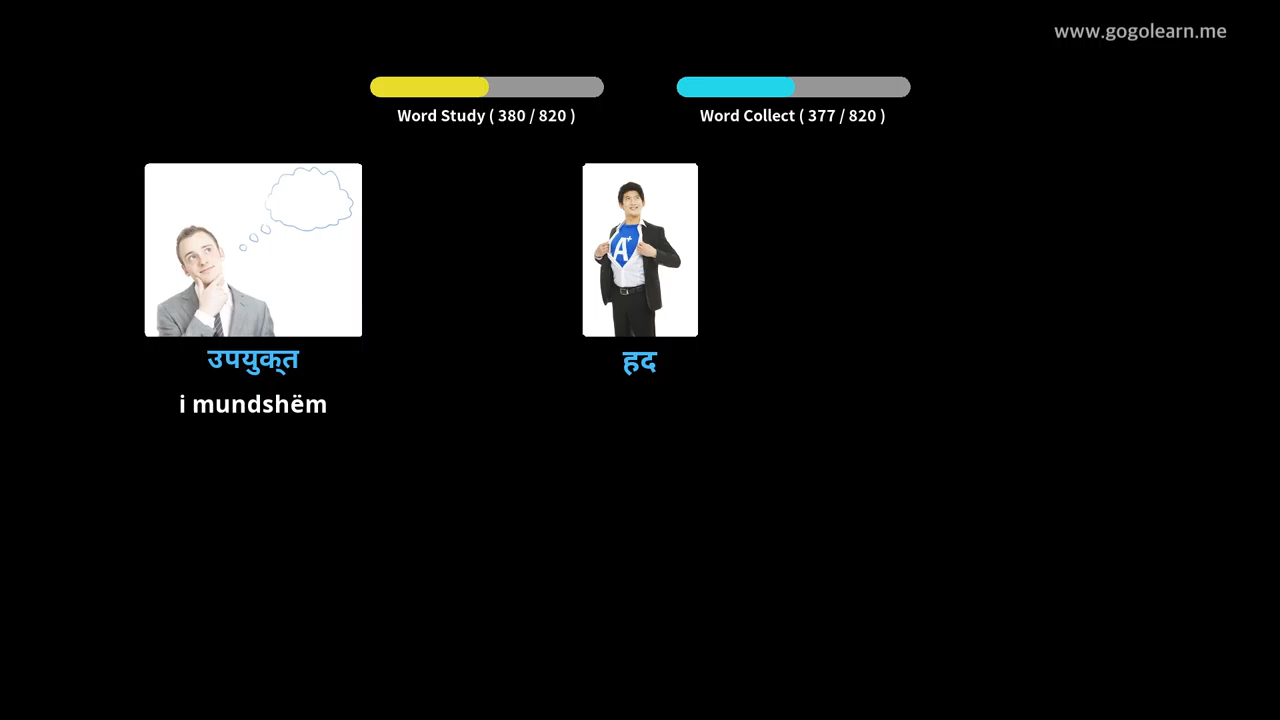 www.gogolearn.me
Word Study ( 380 / 820 )
Word Collect ( 377 / 820 )
A+
उपयुक्त
हद
i mundshëm